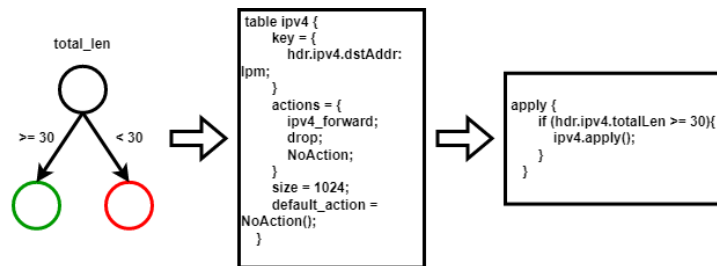 total_len
>= 30
< 30
table ipv4 {
key = {
hdr.ipv4.dstAddr:
lpm;
}
actions = {
ipv4_forward;
drop;
NoAction;
}
size = 1024;
default_action =
NoAction();
}
apply {
if (hdr.ipv4.totalLen >= 30){
ipv4.apply();
}
}